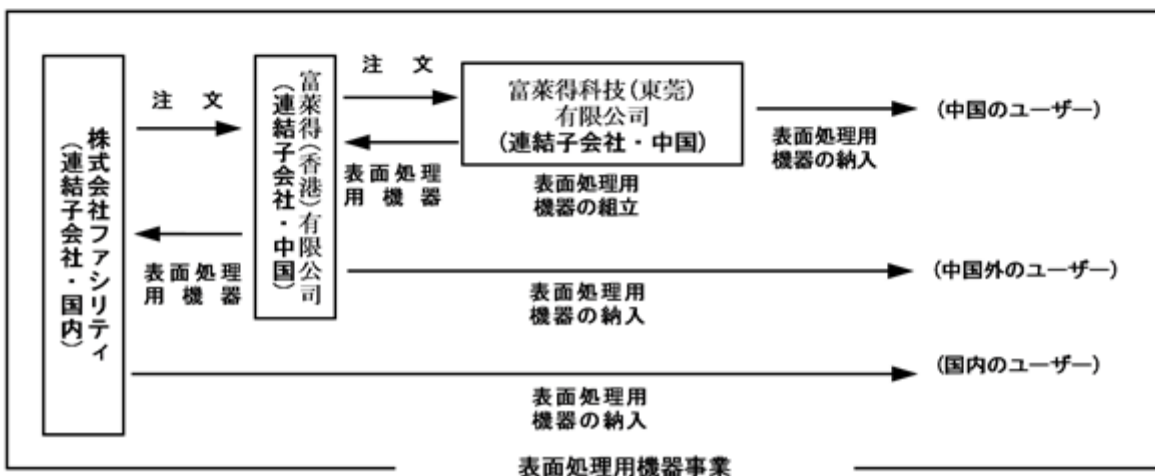 株式会社ファシリティ
(連結子会社・国内)
注 文
表面処理
用機器
富莱得(香港)有限公司
(連結子会社・中国)
注 文
表面処理
用機器
富莱得科技(東莞)
有限公司
(連結子会社・中国)
表面処理用
機器の組立
表面処理用
機器の納入
(中国のユーザー)
表面処理用
機器の納入
(中国外のユーザー)
表面処理用
機器の納入
(国内のユーザー)
表面処理用機器事業